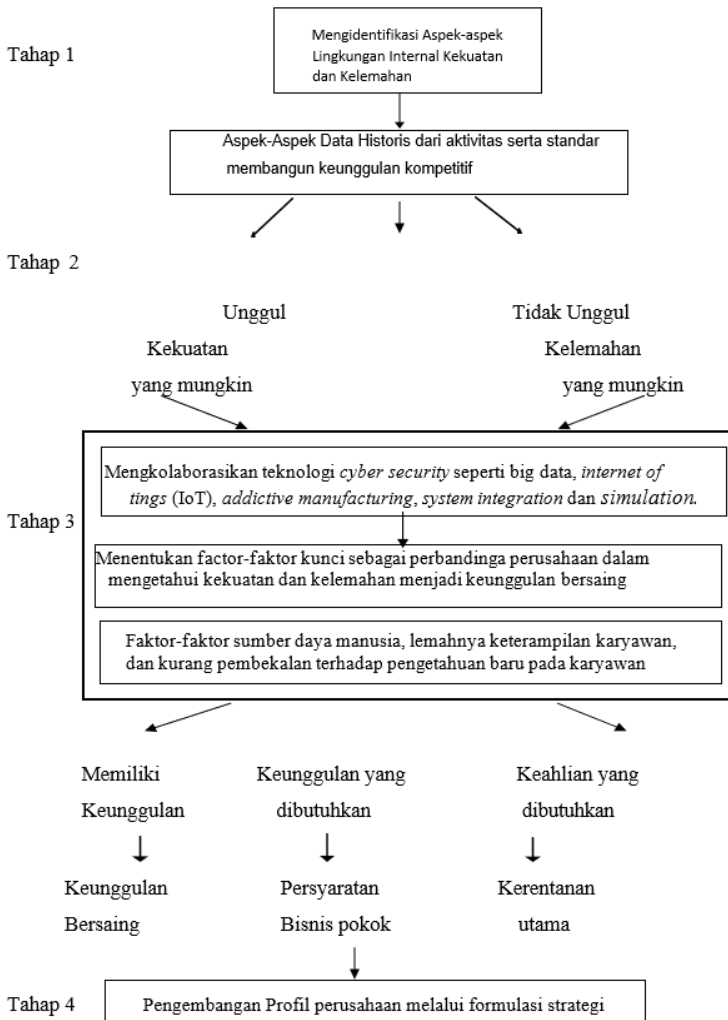 Tahap 1
Mengidentifikasi Aspek-aspek
Lingkungan Internal Kekuatan
dan Kelemahan
Aspek-Aspek Data Historis dari aktivitas serta standar
membangun keunggulan kompetitif
Tahap 2
Unggul
Tidak Unggul
Kekuatan
Kelemahan
yang mungkin
yang mungkin
Tahap 3
Mengkolaborasikan teknologi cyber security seperti big data, internet of
tings (IoT), addictive manufacturing, system integration dan simulation.
Menentukan factor-faktor kunci sebagai perbandinga perusahaan dalam
mengetahui kekuatan dan kelemahan menjadi keunggulan bersaing
Faktor-faktor sumber daya manusia, lemahnya keterampilan karyawan,
dan kurang pembekalan terhadap pengetahuan baru pada karyawan
Memiliki
Keunggulan yang
Keahlian yang
Keunggulan
dibutuhkan
dibutuhkan
Keunggulan
Persyaratan
Kerentanan
Bersaing
Bisnis pokok
utama
Tahap 4
Pengembangan Profil perusahaan melalui formulasi strategi